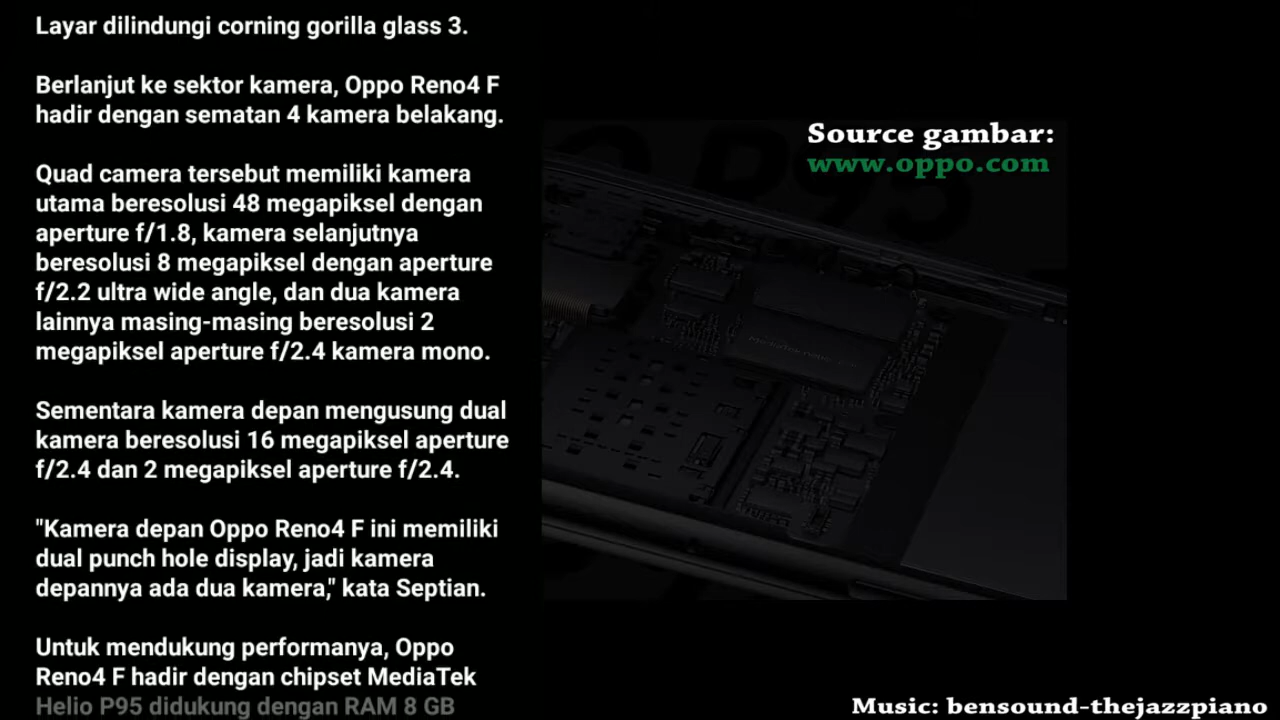 Layar dilindungi corning gorilla glass 3.
Berlanjut ke sektor kamera, Oppo Reno4 F
hadir dengan sematan 4 kamera belakang.
Quad camera tersebut memiliki kamera
utama beresolusi 48 megapiksel dengan
aperture f/1.8, kamera selanjutnya
beresolusi 8 megapiksel dengan aperture
f/2.2 ultra wide angle, dan dua kamera
lainnya masing-masing beresolusi 2
megapiksel aperture f/2.4 kamera mono.
Sementara kamera depan mengusung dual
kamera beresolusi 16 megapiksel aperture
f/2.4 dan 2 megapiksel aperture f/2.4.
"Kamera depan Oppo Reno4 F ini memiliki
dual punch hole display, jadi kamera
depannya ada dua kamera," kata Septian.
Untuk mendukung performanya, Oppo
Reno4 F hadir dengan chipset MediaTek
Helio P95 didukung dengan RAM 8 GB
Source gambar:
www.oppo.com
P95
Music: bensound-thejazzpiano